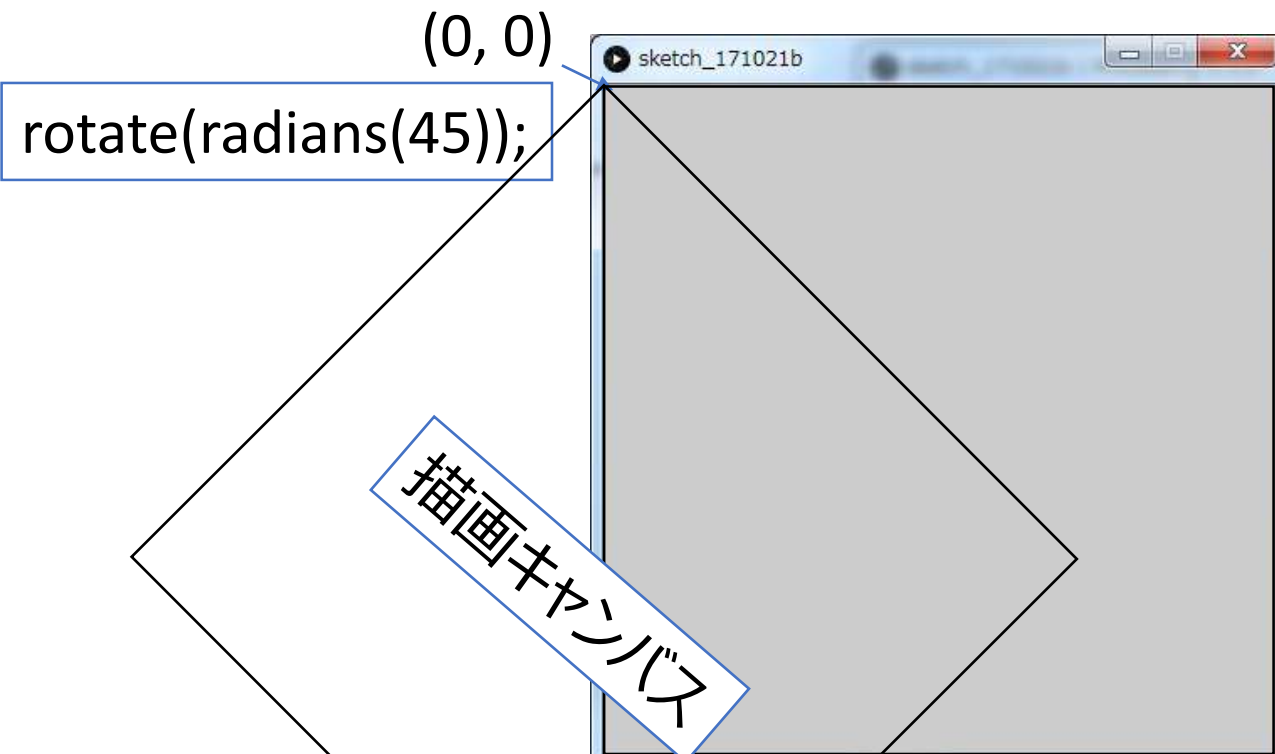 (0, 0)
sketch_171021b
rotate(radians(45));
描画キャンバス